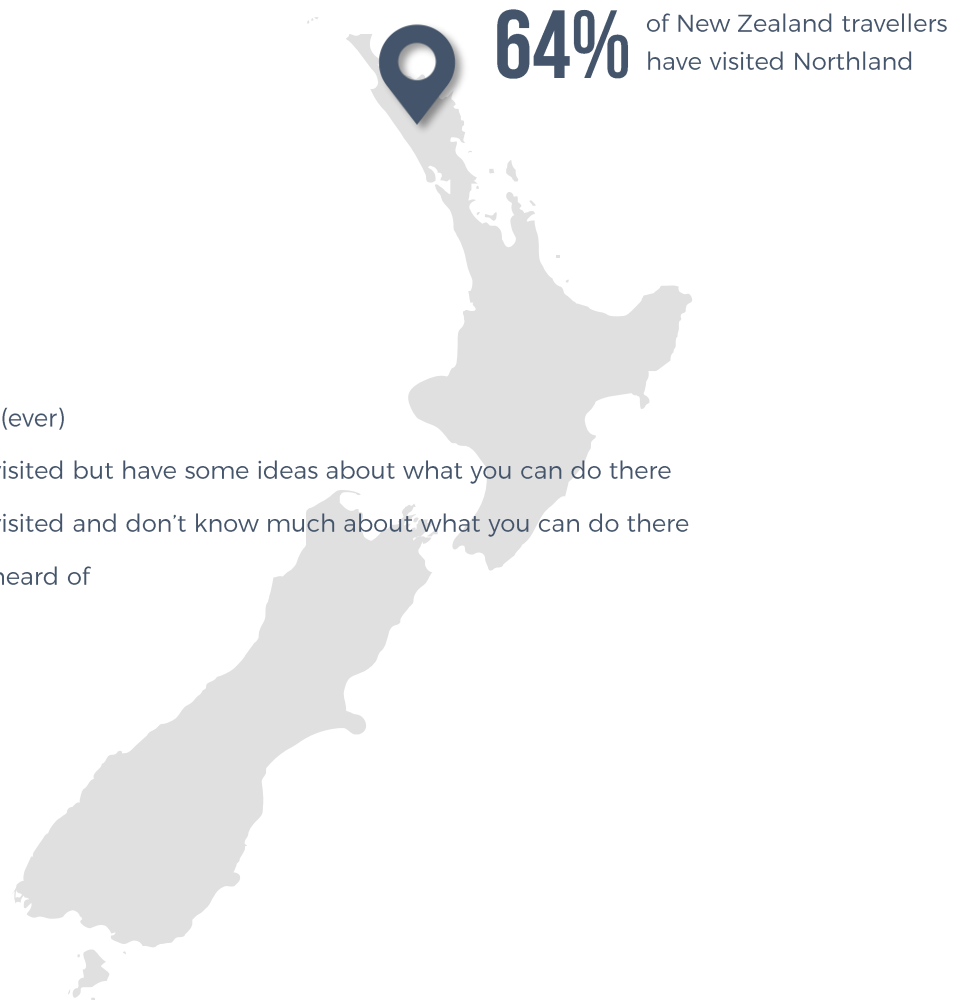 64%
of New Zealand travellers
have visited Northland
(ever)
isited but have some ideas about what you can do there
isited and don’t know much about what you can do there
heard of